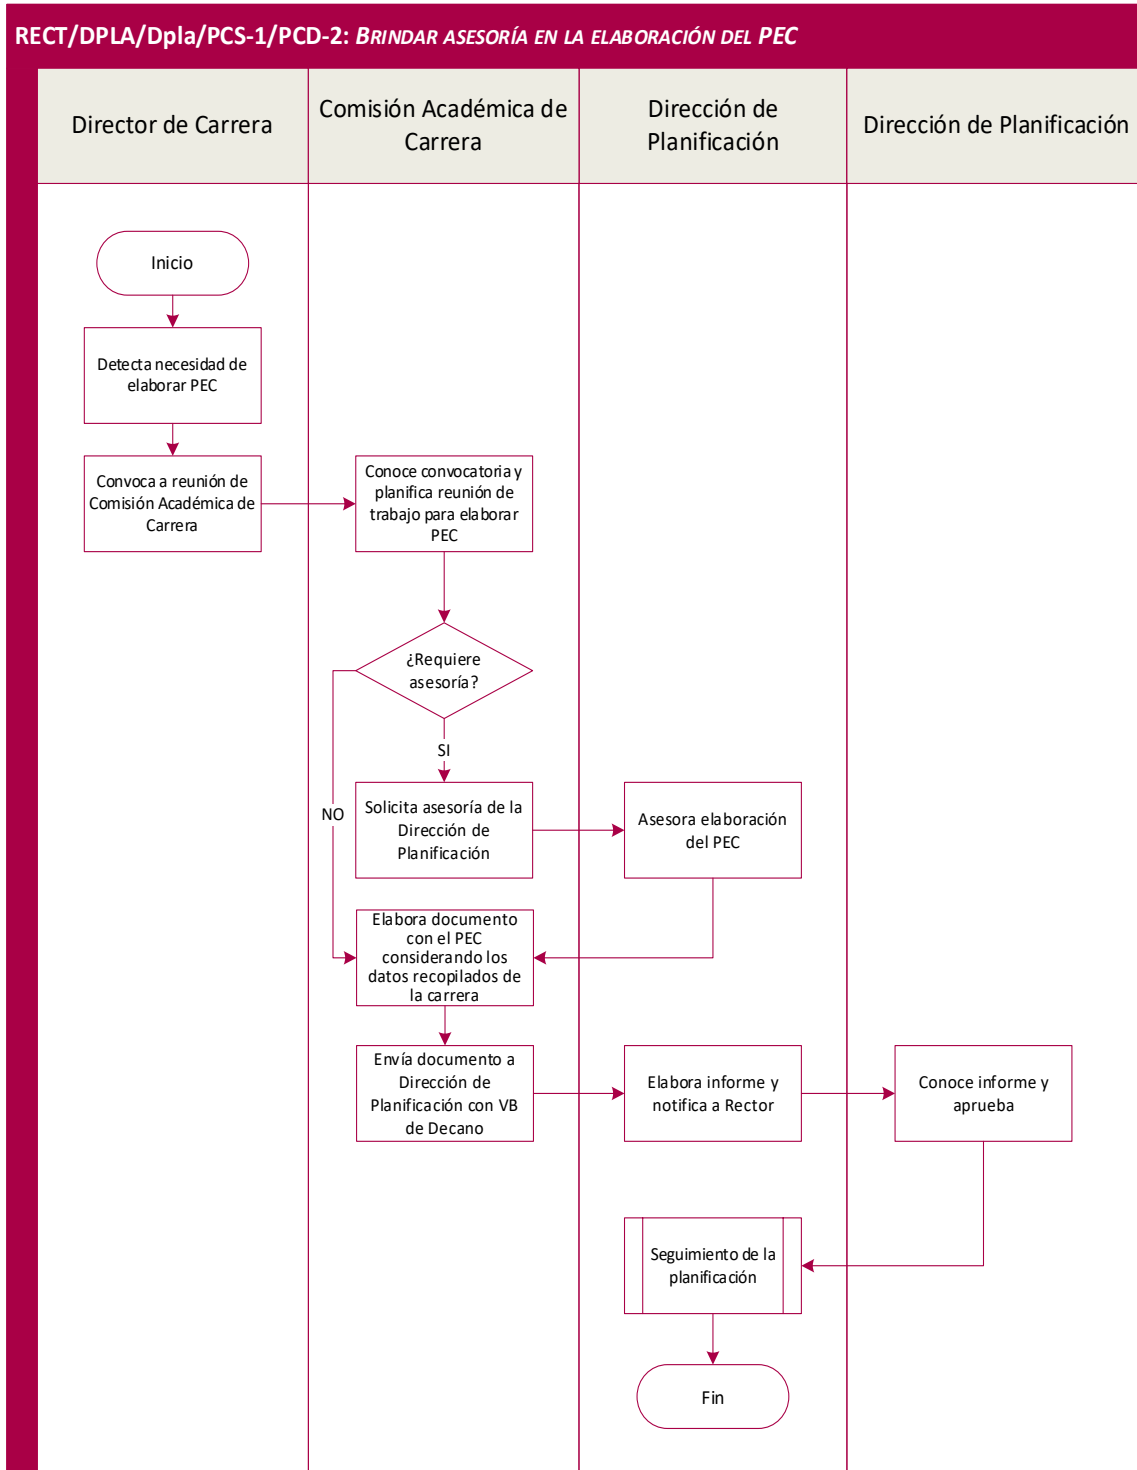 RECT/DPLA/Dpla/PCS-1/PCD-2: BRINDAR ASESORÍA EN LA ELABORACIÓN DEL PEC
Director de Carrera
Comisión Académica de
Carrera
Dirección de
Planificación
Dirección de Planificación
Inicio
Detecta necesidad de
elaborar PEC
Convoca a reunión de
Comisión Académica de
Carrera
Conoce convocatoria y
planifica reunión de
trabajo para elaborar
PEC
¿Requiere
asesoría?
SI
NO
Solicita asesoría de la
Dirección de
Planificación
Asesora elaboración
del PEC
Elabora documento
con el PEC
considerando los
datos recopilados de
la carrera
Envía documento a
Dirección de
Planificación con VB
de Decano
Elabora informe y
notifica a Rector
Conoce informe y
aprueba
Seguimiento de la
planificación
Fin